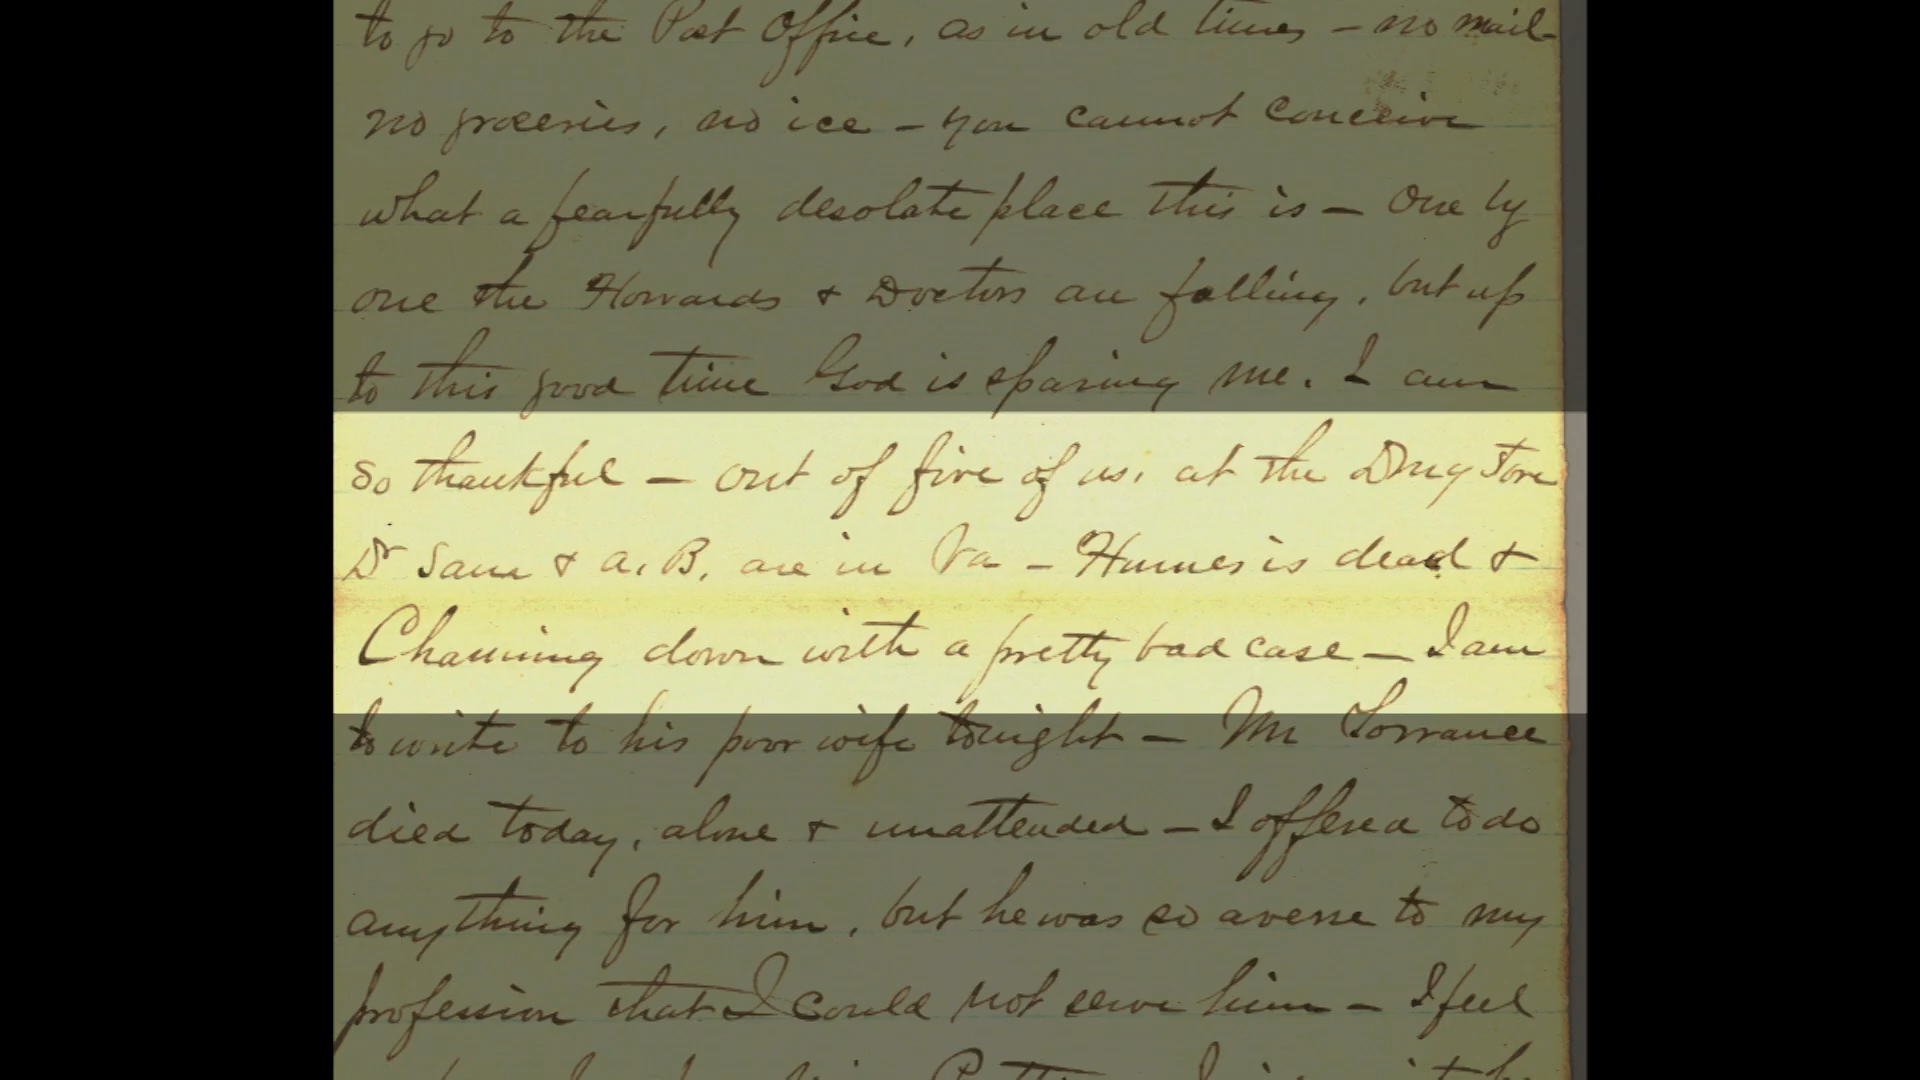 to go to the Post Office, as in old times – no mail –
no groceries, no ice – you cannot conceive
what a fearfully desolate place this is – One by
one the Howards & Doctors are falling, but up
to this good time God is sparing me. I am
so thankful – out of five of us, at the Drug Store
Dr Sam & A. B. are in Va – Humes is dead &
Channing down with a pretty bad case – I am
to write to his poor wife tonight – Mr Torrance
died today, alone & unattended – I offered to do
anything for him, but he was so averse to my
profession that I could not serve him – I feel